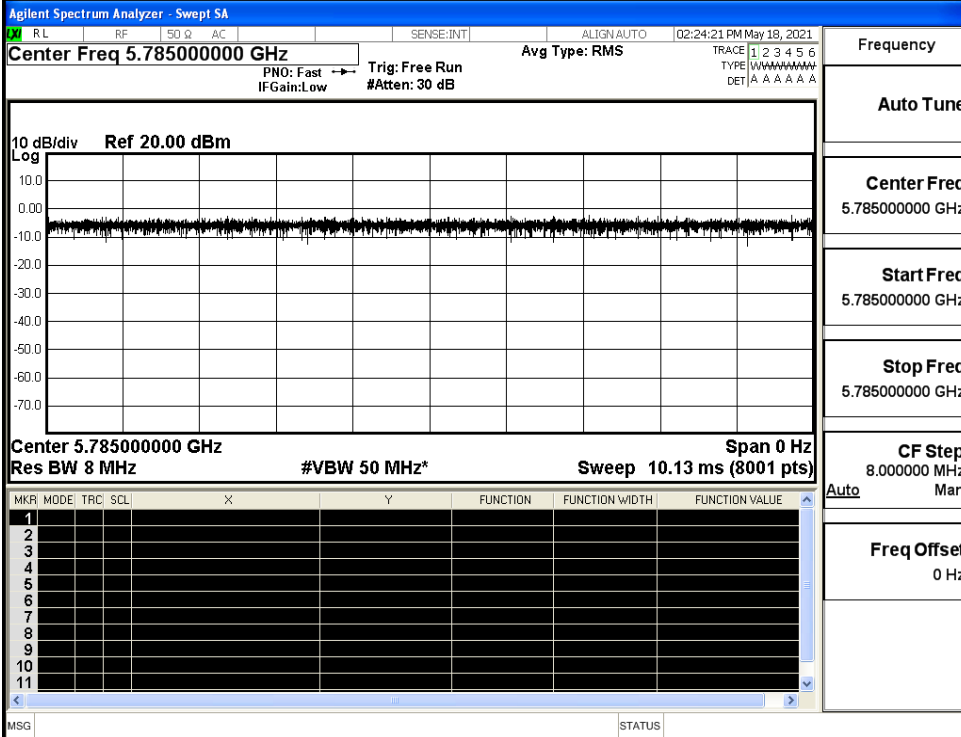 Agilent Spectrum Analyzer - Swept SA
LXI RL RF 50 Ω AC SENSE:INT ALIGN AUTO 02:24:21 PM May 18, 2021
Center Freq 5.785000000 GHz
PNO: Fast
IFGain:Low
Trig: Free Run
#Atten: 30 dB
Avg Type: RMS
TRACE 1 2 3 4 5 6
TYPE WWWWWW
DET A A A A A A
10 dB/div Ref 20.00 dBm
Log
10.0
0.00
-10.0
-20.0
-30.0
-40.0
-50.0
-60.0
-70.0
Center 5.785000000 GHz Span 0 Hz
Res BW 8 MHz #VBW 50 MHz* Sweep 10.13 ms (8001 pts)
MKR MODE TRC SCL X Y FUNCTION FUNCTION WIDTH FUNCTION VALUE
1
2
3
4
5
6
7
8
9
10
11
MSG STATUS
Frequency
Auto Tune
Center Freq
5.785000000 GHz
Start Freq
5.785000000 GHz
Stop Freq
5.785000000 GHz
CF Step
8.000000 MHz
Auto Man
Freq Offset
0 Hz